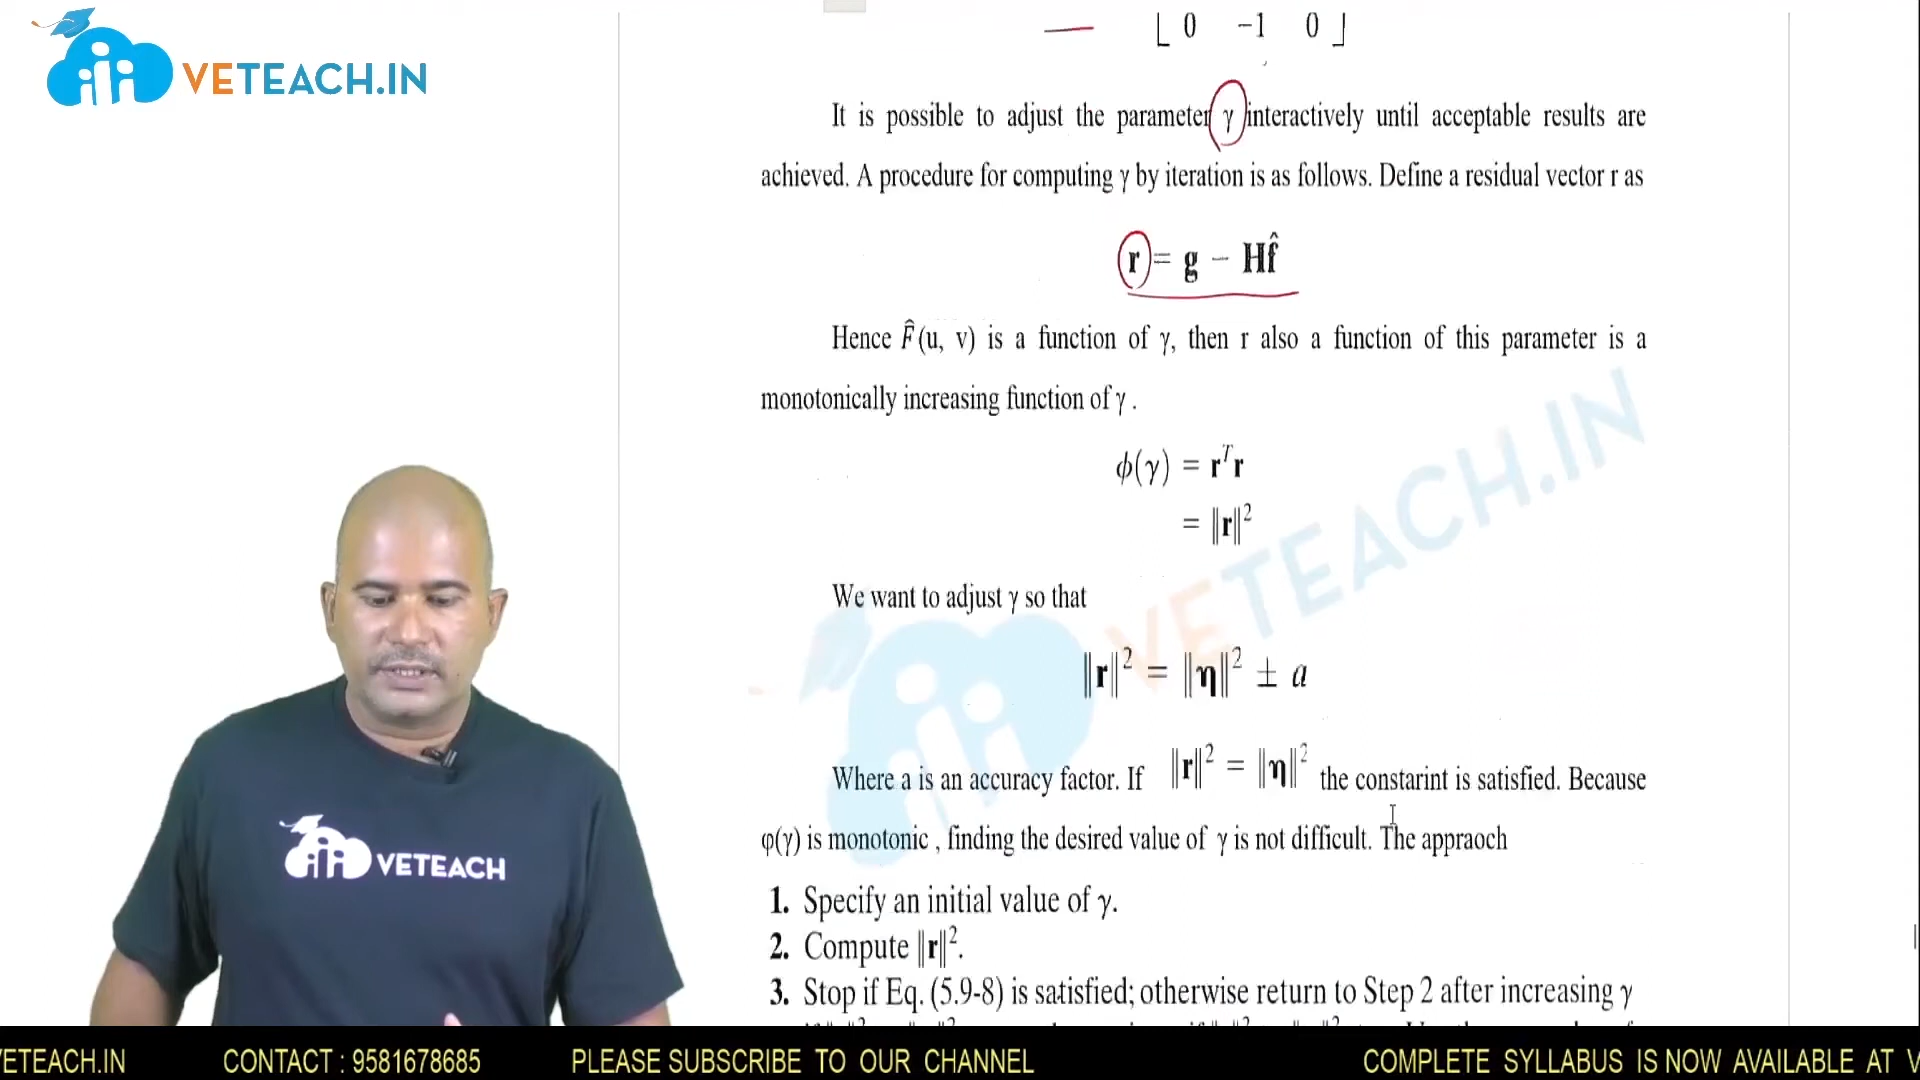 VETEACH.IN
⎣ 0 −1 0 ⎦
It is possible to adjust the parameter γ interactively until acceptable results are
achieved. A procedure for computing γ by iteration is as follows. Define a residual vector r as
r = g − Hf̂
Hence F̂(u, v) is a function of γ, then r also a function of this parameter is a
monotonically increasing function of γ .
ϕ(γ) = rᵀr
= ‖r‖²
We want to adjust γ so that
‖r‖² = ‖η‖² ± a
Where a is an accuracy factor. If ‖r‖² = ‖η‖² the constarint is satisfied. Because
φ(γ) is monotonic , finding the desired value of γ is not difficult. The appraoch
1. Specify an initial value of γ.
2. Compute ‖r‖².
3. Stop if Eq. (5.9-8) is satisfied; otherwise return to Step 2 after increasing γ
VETEACH.IN
VETEACH
VETEACH.IN CONTACT : 9581678685 PLEASE SUBSCRIBE TO OUR CHANNEL COMPLETE SYLLABUS IS NOW AVAILABLE AT